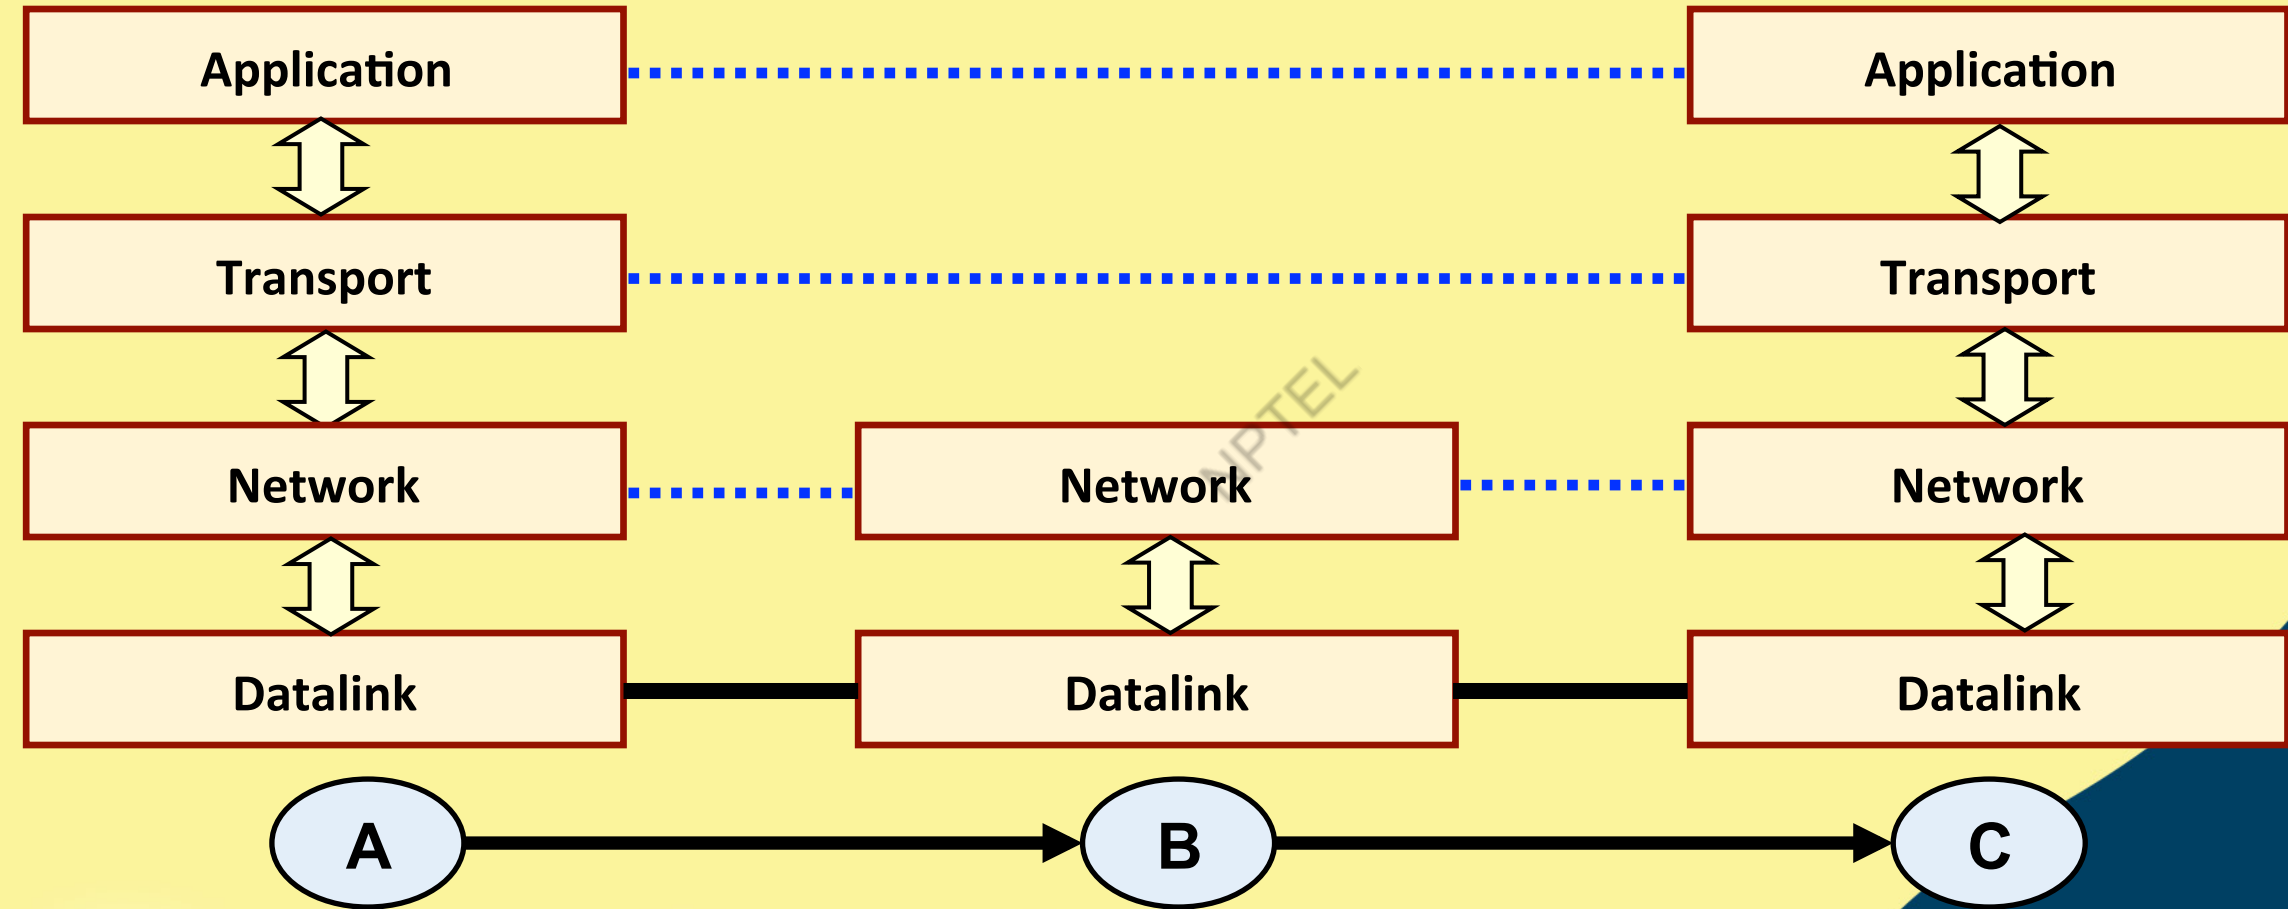 Application
Application
Transport
Transport
NPTEL
Network
Network
Network
Datalink
Datalink
Datalink
A
B
C